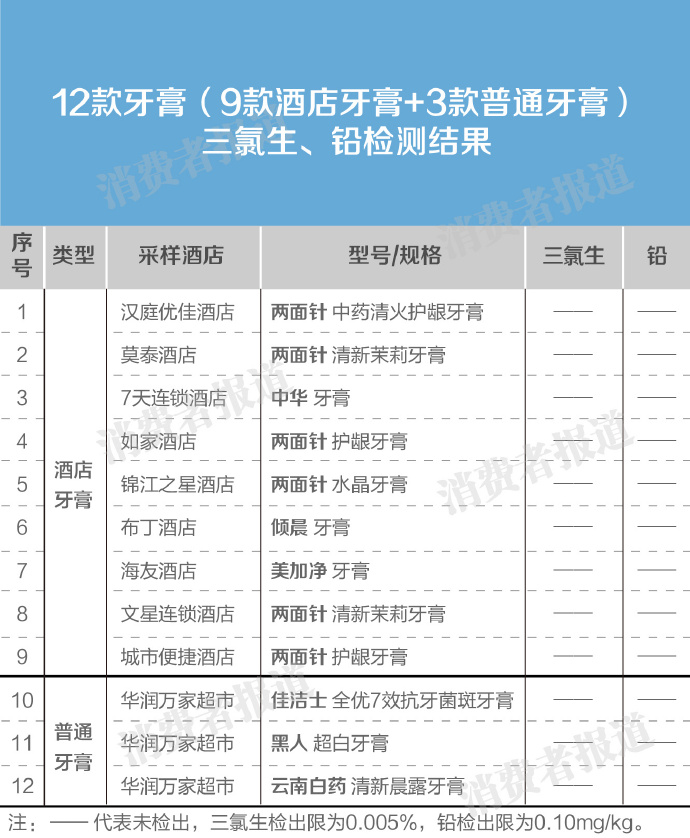 12款牙膏（9款酒店牙膏+3款普通牙膏）
三氯生、铅检测结果
序号 类型 采样酒店 型号/规格 三氯生 铅
1 汉庭优佳酒店 两面针 中药清火护龈牙膏 —— ——
2 莫泰酒店 两面针 清新茉莉牙膏 —— ——
3 7天连锁酒店 中华 牙膏 —— ——
4 如家酒店 两面针 护龈牙膏 —— ——
酒店牙膏
5 锦江之星酒店 两面针 水晶牙膏 —— ——
6 布丁酒店 倾晨 牙膏 —— ——
7 海友酒店 美加净 牙膏 —— ——
8 文星连锁酒店 两面针 清新茉莉牙膏 —— ——
9 城市便捷酒店 两面针 护龈牙膏 —— ——
10 华润万家超市 佳洁士 全优7效抗牙菌斑牙膏 —— ——
普通牙膏
11 华润万家超市 黑人 超白牙膏 —— ——
12 华润万家超市 云南白药 清新晨露牙膏 —— ——
注：—— 代表未检出，三氯生检出限为0.005%，铅检出限为0.10mg/kg。
消费者报道
消费者报道
消费者报道
消费者报道
消费者报道
消费者报道